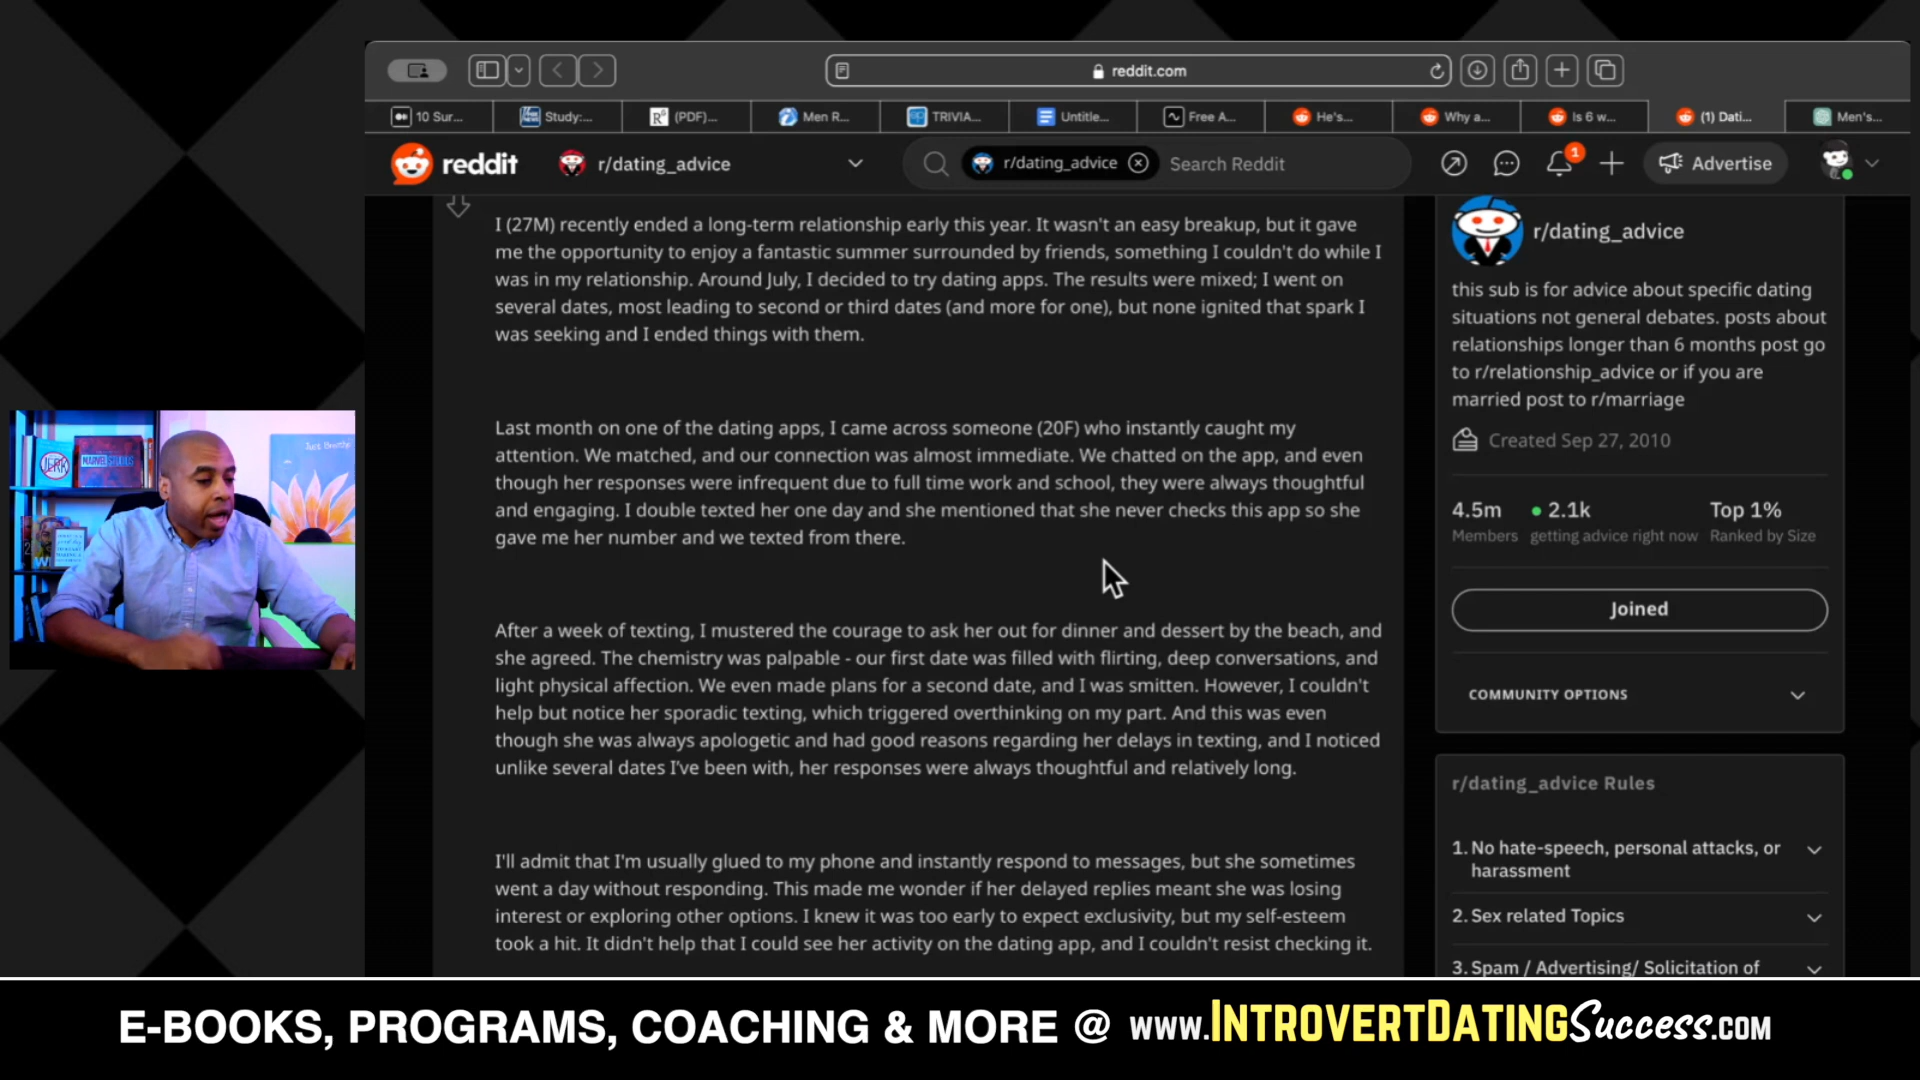 reddit.com
10 Sur...
Study:...
(PDF)...
Men R...
TRIVIA...
Untitle...
Free A...
He's...
Why a...
Is 6 w...
(1) Dati...
Men's...
reddit
r/dating_advice
r/dating_advice
Search Reddit
1
Advertise
I (27M) recently ended a long-term relationship early this year. It wasn't an easy breakup, but it gave
me the opportunity to enjoy a fantastic summer surrounded by friends, something I couldn't do while I
was in my relationship. Around July, I decided to try dating apps. The results were mixed; I went on
several dates, most leading to second or third dates (and more for one), but none ignited that spark I
was seeking and I ended things with them.
Last month on one of the dating apps, I came across someone (20F) who instantly caught my
attention. We matched, and our connection was almost immediate. We chatted on the app, and even
though her responses were infrequent due to full time work and school, they were always thoughtful
and engaging. I double texted her one day and she mentioned that she never checks this app so she
gave me her number and we texted from there.
After a week of texting, I mustered the courage to ask her out for dinner and dessert by the beach, and
she agreed. The chemistry was palpable - our first date was filled with flirting, deep conversations, and
light physical affection. We even made plans for a second date, and I was smitten. However, I couldn't
help but notice her sporadic texting, which triggered overthinking on my part. And this was even
though she was always apologetic and had good reasons regarding her delays in texting, and I noticed
unlike several dates I've been with, her responses were always thoughtful and relatively long.
I'll admit that I'm usually glued to my phone and instantly respond to messages, but she sometimes
went a day without responding. This made me wonder if her delayed replies meant she was losing
interest or exploring other options. I knew it was too early to expect exclusivity, but my self-esteem
took a hit. It didn't help that I could see her activity on the dating app, and I couldn't resist checking it.
r/dating_advice
this sub is for advice about specific dating
situations not general debates. posts about
relationships longer than 6 months post go
to r/relationship_advice or if you are
married post to r/marriage
Created Sep 27, 2010
4.5m
2.1k
Top 1%
Members
getting advice right now
Ranked by Size
Joined
COMMUNITY OPTIONS
r/dating_advice Rules
1. No hate-speech, personal attacks, or
harassment
2. Sex related Topics
3. Spam / Advertising/ Solicitation of
JERK
MARVEL STUDIOS
Just Breathe
E-BOOKS, PROGRAMS, COACHING & MORE @ WWW.INTROVERTDATINGSUCCESS.COM